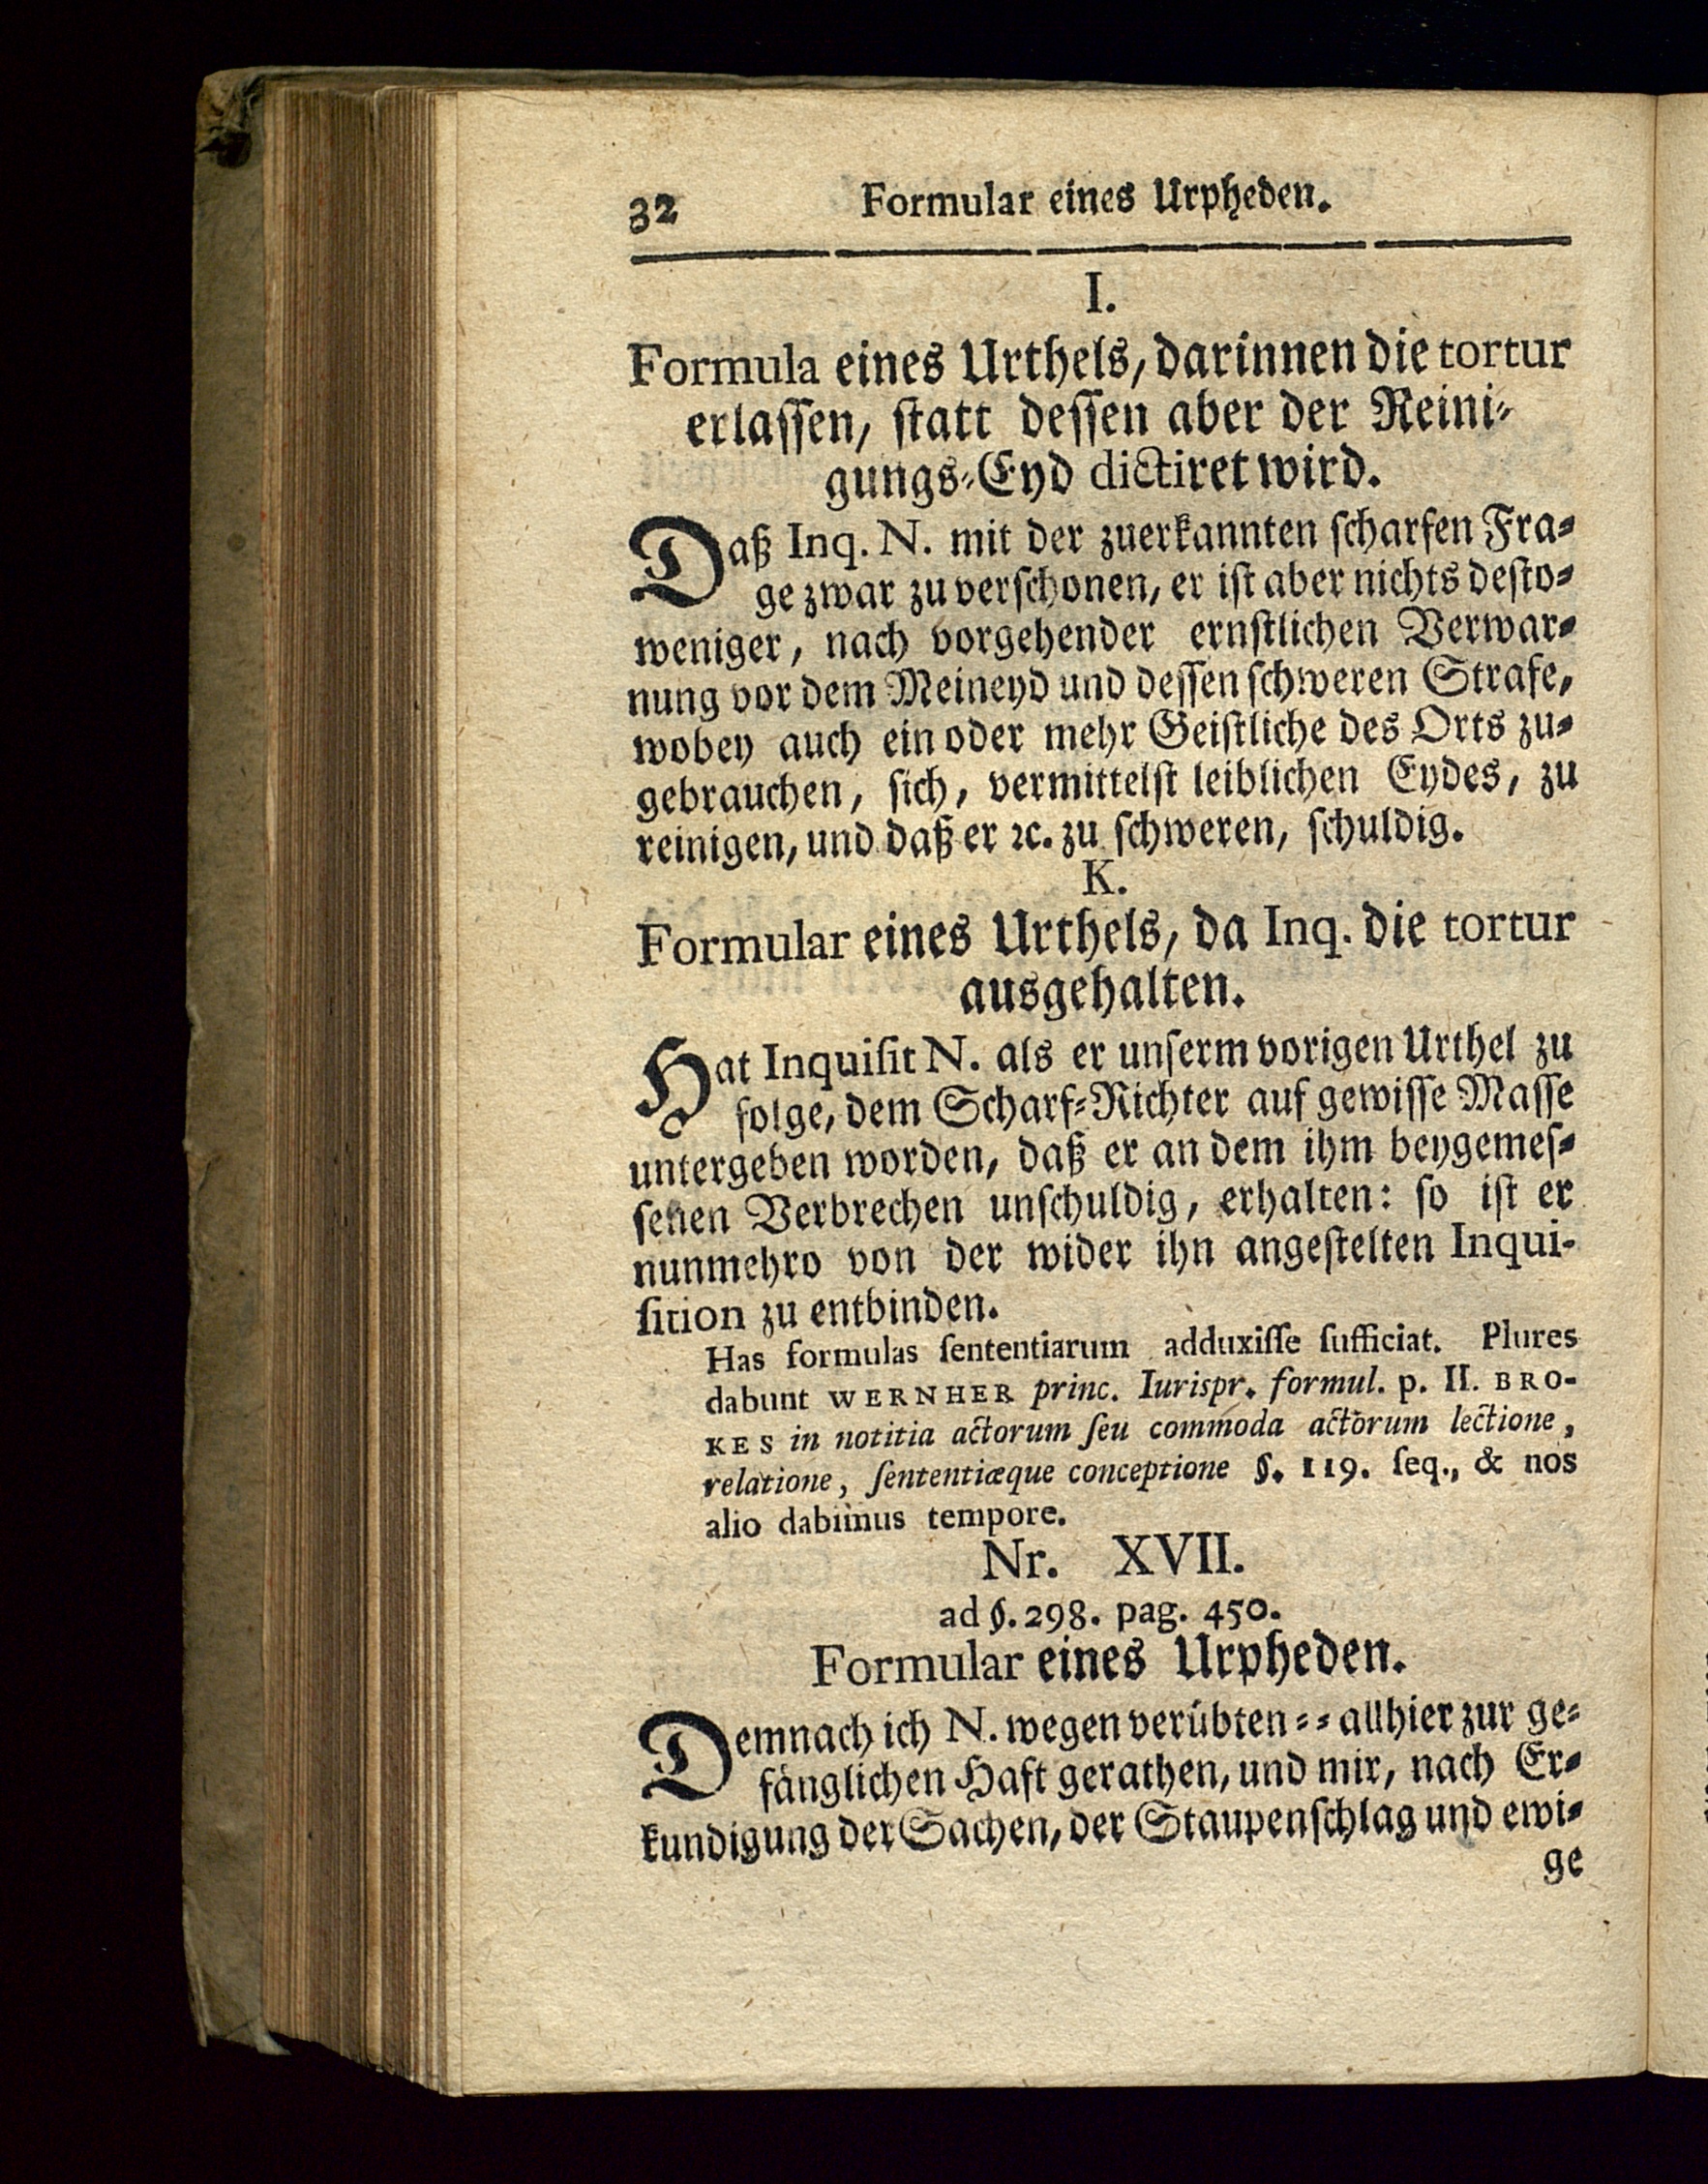 32 Formular eines Urpheden.
I.
Formula eines Urthels, darinnen die tortur
erlaſſen, ſtatt deſſen aber der Reini⸗
gungs⸗Eyd dictiret wird.
Daß Inq. N. mit der zuerkannten ſcharfen Fra⸗
ge zwar zu verſchonen, er iſt aber nichts deſto⸗
weniger, nach vorgehender ernſtlichen Verwar⸗
nung vor dem Meineyd und deſſen ſchweren Strafe,
wobey auch ein oder mehr Geiſtliche des Orts zu⸗
gebrauchen, ſich, vermittelſt leiblichen Eydes, zu
reinigen, und daß er ꝛc. zu ſchweren, ſchuldig.
K.
Formular eines Urthels, da Inq. die tortur
ausgehalten.
Hat Inquiſit N. als er unſerm vorigen Urthel zu
folge, dem Scharf⸗Richter auf gewiſſe Maſſe
untergeben worden, daß er an dem ihm beygemeſ⸗
ſenen Verbrechen unſchuldig, erhalten: ſo iſt er
nunmehro von der wider ihn angeſtelten Inqui-
ſition zu entbinden.
Has formulas ſententiarum adduxiſſe ſufficiat. Plures
dabunt WERNHER princ. Iurispr. formul. p. II. BRO-
KES in notitia actorum ſeu commoda actorum lectione,
relatione, ſententiæque conceptione §. 119. ſeq., & nos
alio dabimus tempore.
Nr. XVII.
ad §. 298. pag. 450.
Formular eines Urpheden.
Demnach ich N. wegen verübten ⸗ ⸗ allhier zur ge⸗
fänglichen Haft gerathen, und mir, nach Er⸗
kundigung der Sachen, der Staupenſchlag und ewi⸗
ge